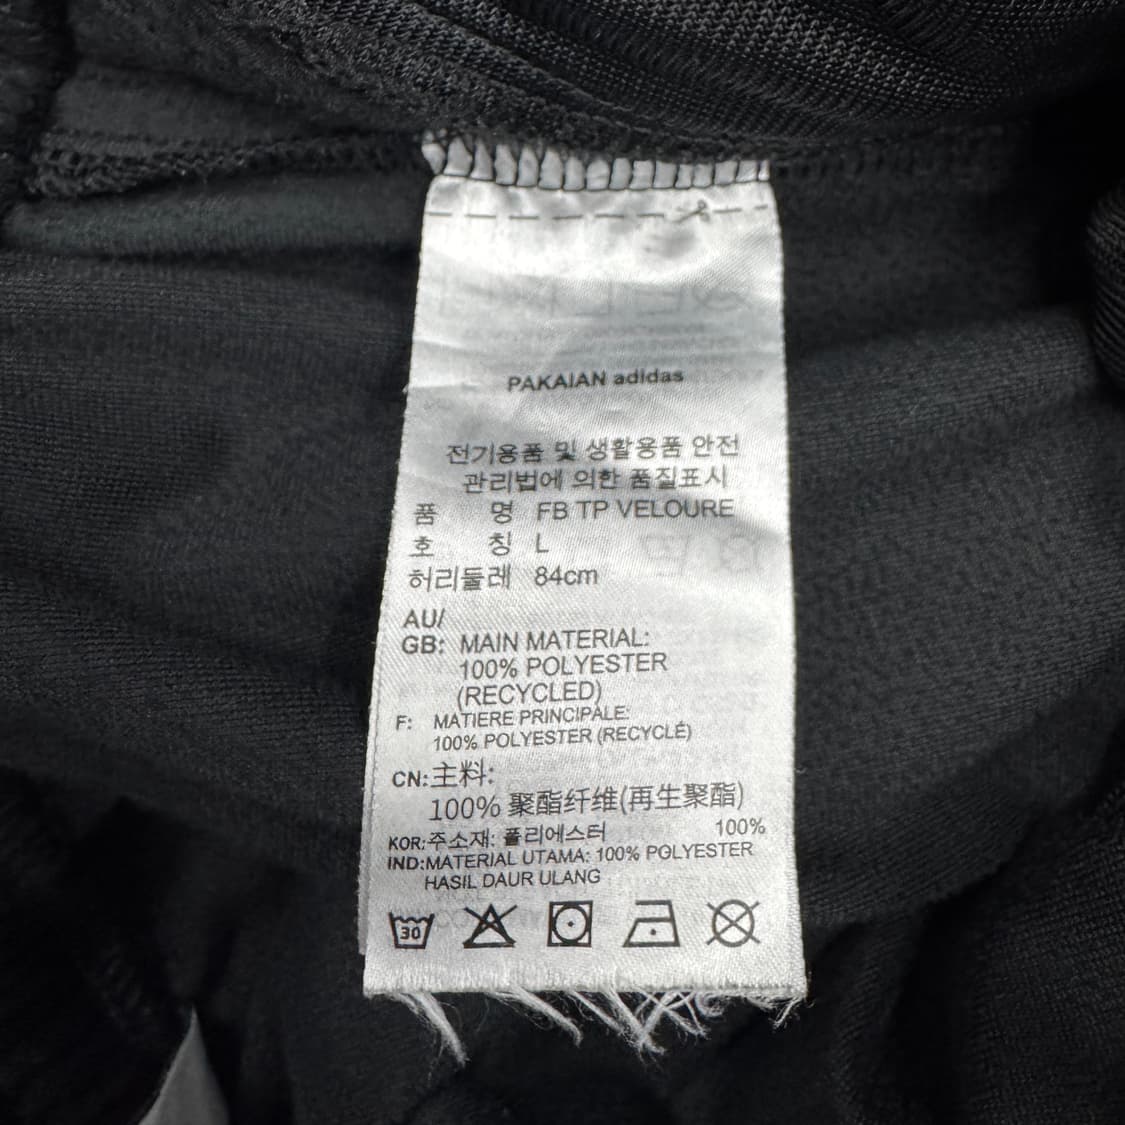 PAKAIAN adidas
전기용품 및 생활용품 안전
관리법에 의한 품질표시
품 명 FB TP VELOURE
호 칭 L
허리둘레 84cm
AU/
GB: MAIN MATERIAL:
100% POLYESTER
(RECYCLED)
F: MATIERE PRINCIPALE:
100% POLYESTER (RECYCLÉ)
CN: 主料:
100% 聚酯纤维(再生聚酯)
KOR: 주소재: 폴리에스터 100%
IND: MATERIAL UTAMA: 100% POLYESTER
HASIL DAUR ULANG
30